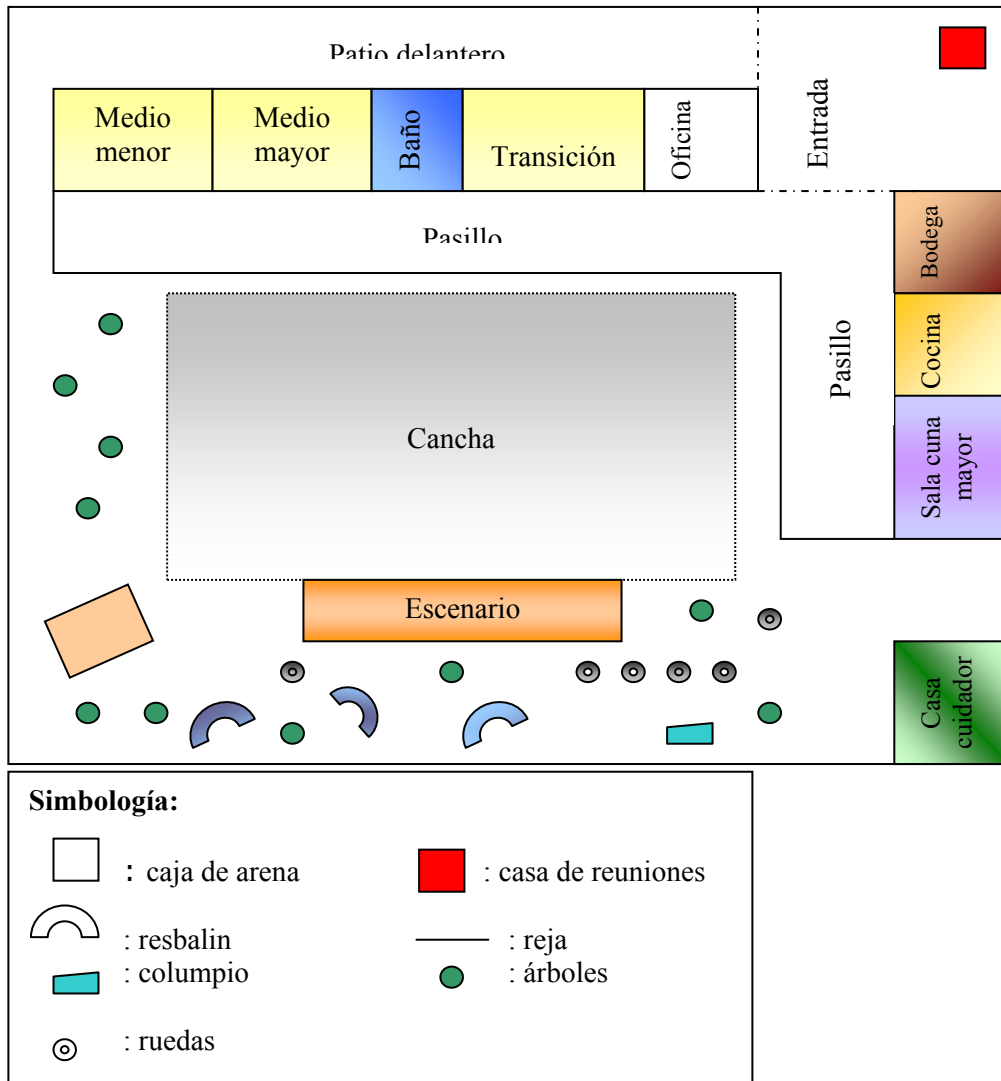 Patio delantero
Entrada
Medio
menor
Medio
mayor
Baño
Transición
Oficina
Pasillo
Bodega
Cocina
Pasillo
Sala cuna
mayor
Cancha
Escenario
Casa
cuidador
Simbología:
: caja de arena
: casa de reuniones
: resbalin
: reja
: columpio
: árboles
: ruedas